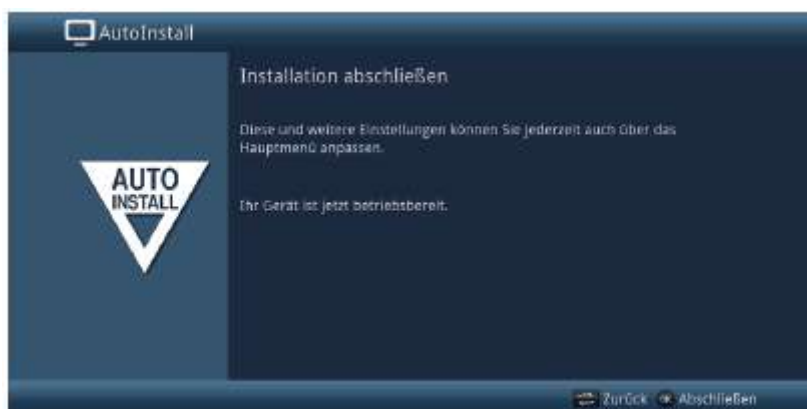 AutoInstall
Installation abschließen
Diese und weitere Einstellungen können Sie jederzeit auch über das
Hauptmenü anpassen.
AUTO
INSTALL
Ihr Gerät ist jetzt betriebsbereit.
Zurück OK Abschließen